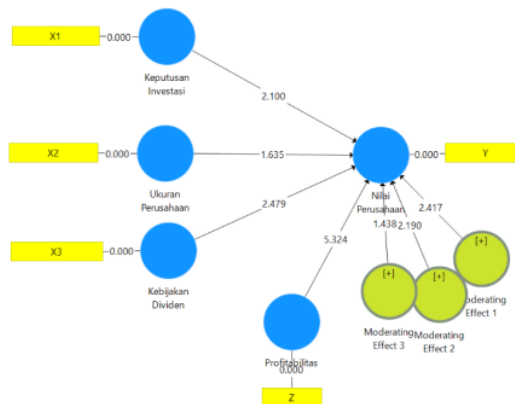 X1
0.000
Keputusan
Investasi
2.100
X2
0.000
Ukuran
Perusahaan
1.635
X3
0.000
Kebijakan
Dividen
2.479
Nilai
Perusahaan
0.000
Y
5.324
1.438
2.190
2.417
[+]
Moderating
Effect 3
[+]
Moderating
Effect 2
[+]
oderating
Effect 1
Profitabilitas
0.000
Z